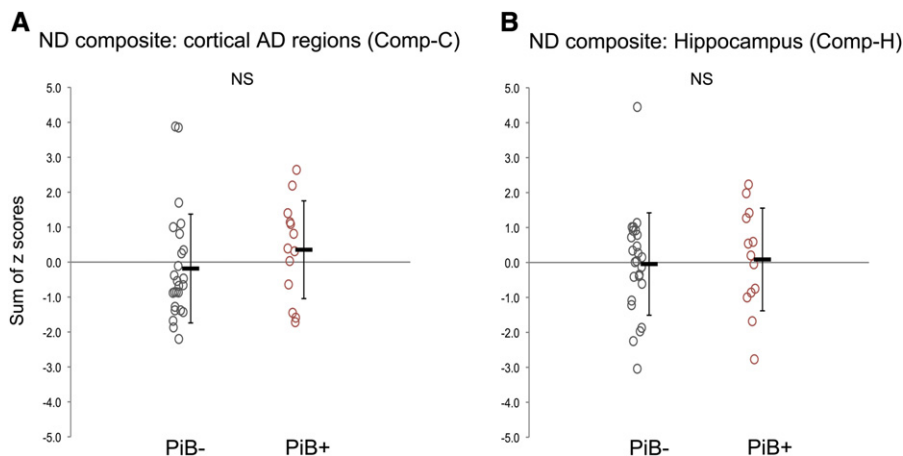 A
ND composite: cortical AD regions (Comp-C)
NS
Sum of z scores
5.0
4.0
3.0
2.0
1.0
0.0
-1.0
-2.0
-3.0
-4.0
-5.0
PiB-
PiB+
B
ND composite: Hippocampus (Comp-H)
NS
5.0
4.0
3.0
2.0
1.0
0.0
-1.0
-2.0
-3.0
-4.0
-5.0
PiB-
PiB+